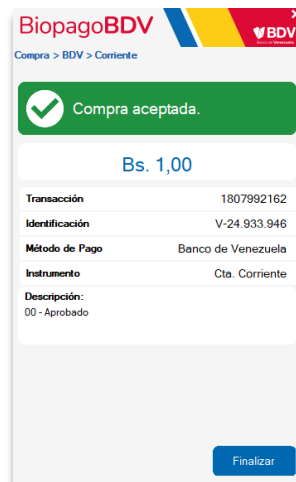 BiopagoBDV
x
BDV
Banco de Venezuela
Compra > BDV > Corriente
Compra aceptada.
Bs. 1,00
Transacción 1807992162
Identificación V-24.933.946
Método de Pago Banco de Venezuela
Instrumento Cta. Corriente
Descripción:
00 - Aprobado
Finalizar